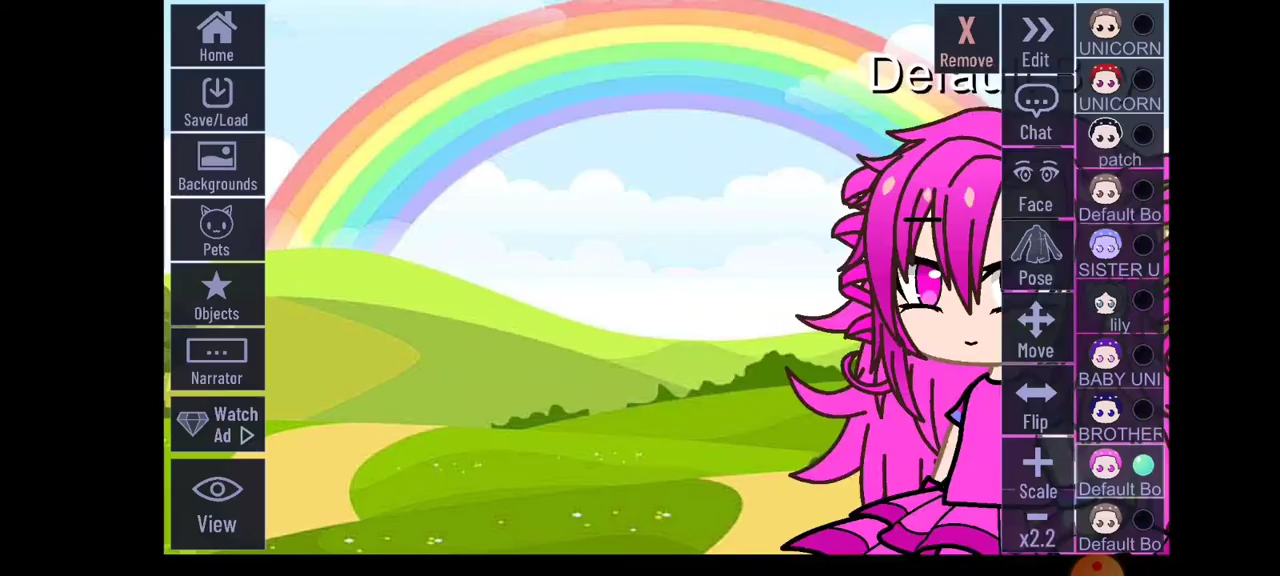 Home
Save/Load
Backgrounds
Pets
Objects
Narrator
Watch
Ad
View
Default B
X
Remove
Edit
Chat
Face
Pose
Move
Flip
Scale
x2.2
UNICORN
UNICORN
patch
Default Bo
SISTER U
lily
BABY UNI
BROTHER
Default Bo
Default Bo